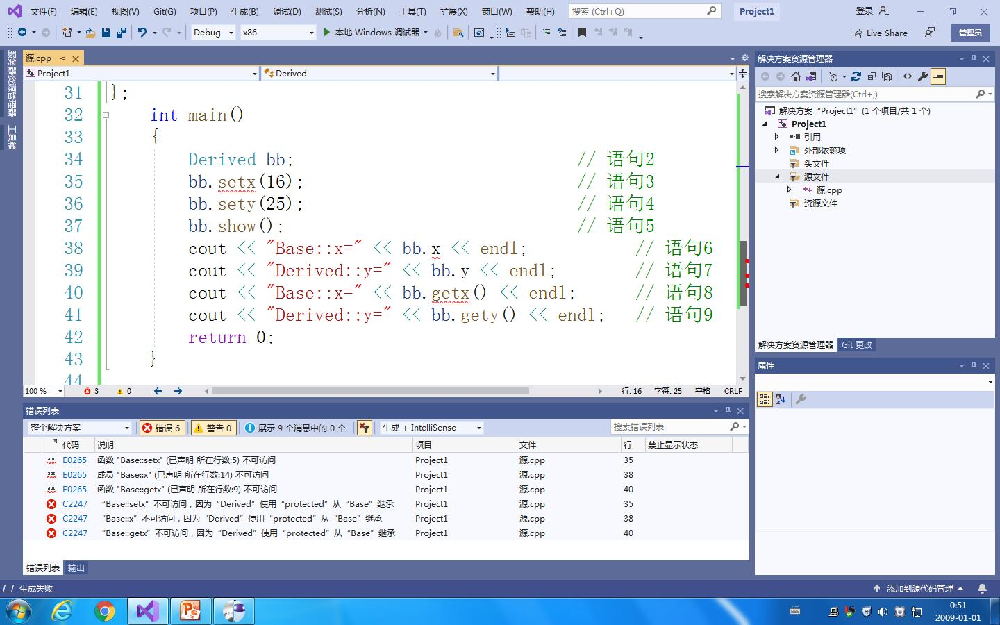 文件(F) 编辑(E) 视图(V) Git(G) 项目(P) 生成(B) 调试(D) 测试(S) 分析(N) 工具(T) 扩展(X) 窗口(W) 帮助(H) 搜索 (Ctrl+Q) Project1 登录
Debug x86 本地 Windows 调试器 Live Share 管理员
服务器资源管理器
工具箱
源.cpp
Project1 Derived
31 };
32 int main()
33 {
34 Derived bb; // 语句2
35 bb.setx(16); // 语句3
36 bb.sety(25); // 语句4
37 bb.show(); // 语句5
38 cout << "Base::x=" << bb.x << endl; // 语句6
39 cout << "Derived::y=" << bb.y << endl; // 语句7
40 cout << "Base::x=" << bb.getx() << endl; // 语句8
41 cout << "Derived::y=" << bb.gety() << endl; // 语句9
42 return 0;
43 }
44
100 % 3 0 行: 16 字符: 25 空格 CRLF
错误列表
整个解决方案 错误 6 警告 0 展示 9 个消息中的 0 个 生成 + IntelliSense 搜索错误列表
代码 说明 项目 文件 行 禁止显示状态
abc E0265 函数 "Base::setx" (已声明 所在行数:5) 不可访问 Project1 源.cpp 35
abc E0265 成员 "Base::x" (已声明 所在行数:14) 不可访问 Project1 源.cpp 38
abc E0265 函数 "Base::getx" (已声明 所在行数:9) 不可访问 Project1 源.cpp 40
C2247 “Base::setx”不可访问，因为“Derived”使用“protected”从“Base”继承 Project1 源.cpp 35
C2247 “Base::x”不可访问，因为“Derived”使用“protected”从“Base”继承 Project1 源.cpp 38
C2247 “Base::getx”不可访问，因为“Derived”使用“protected”从“Base”继承 Project1 源.cpp 40
错误列表 输出
解决方案资源管理器
搜索解决方案资源管理器(Ctrl+;)
解决方案 “Project1” (1 个项目/共 1 个)
Project1
引用
外部依赖项
头文件
源文件
源.cpp
资源文件
解决方案资源管理器 Git 更改
属性
生成失败 添加到源代码管理
0:51
2009-01-01